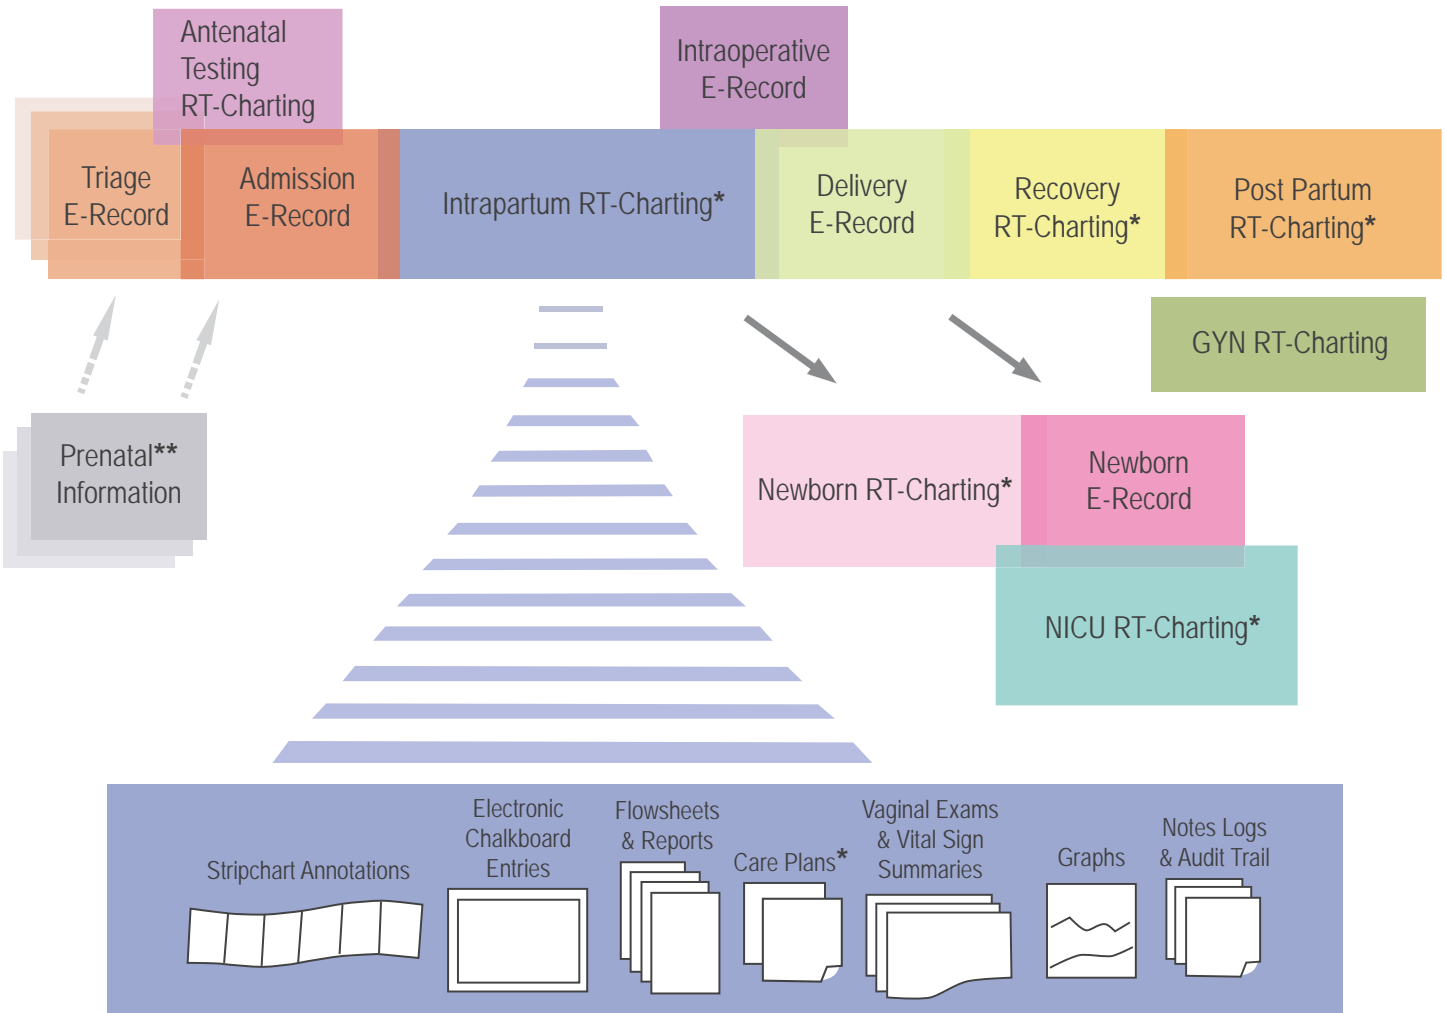 Antenatal
Testing
RT-Charting
Intraoperative
E-Record
Triage
E-Record
Admission
E-Record
Intrapartum RT-Charting*
Delivery
E-Record
Recovery
RT-Charting*
Post Partum
RT-Charting*
GYN RT-Charting
Prenatal**
Information
Newborn RT-Charting*
Newborn
E-Record
NICU RT-Charting*
Stripchart Annotations
Electronic
Chalkboard
Entries
Flowsheets
& Reports
Care Plans*
Vaginal Exams
& Vital Sign
Summaries
Graphs
Notes Logs
& Audit Trail